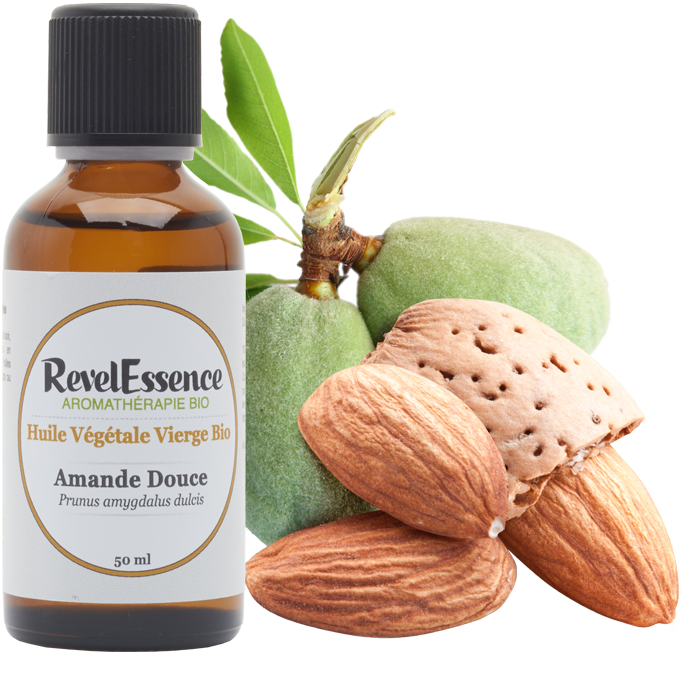 RevelEssence
AROMATHÉRAPIE BIO
Huile Végétale Vierge Bio
Amande Douce
Prunus amygdalus dulcis
50 ml